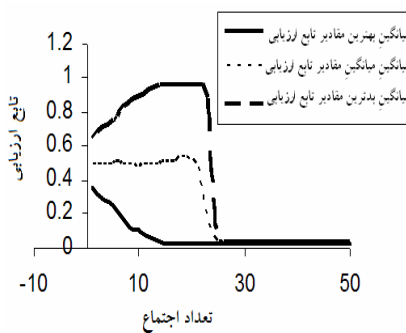 میانگین بهترین مقادیر تابع ارزیابی
میانگین میانگین مقادیر تابع ارزیابی
میانگین بدترین مقادیر تابع ارزیابی
تابع ارزیابی
1.2
1
0.8
0.6
0.4
0.2
0
-10
10
30
50
تعداد اجتماع